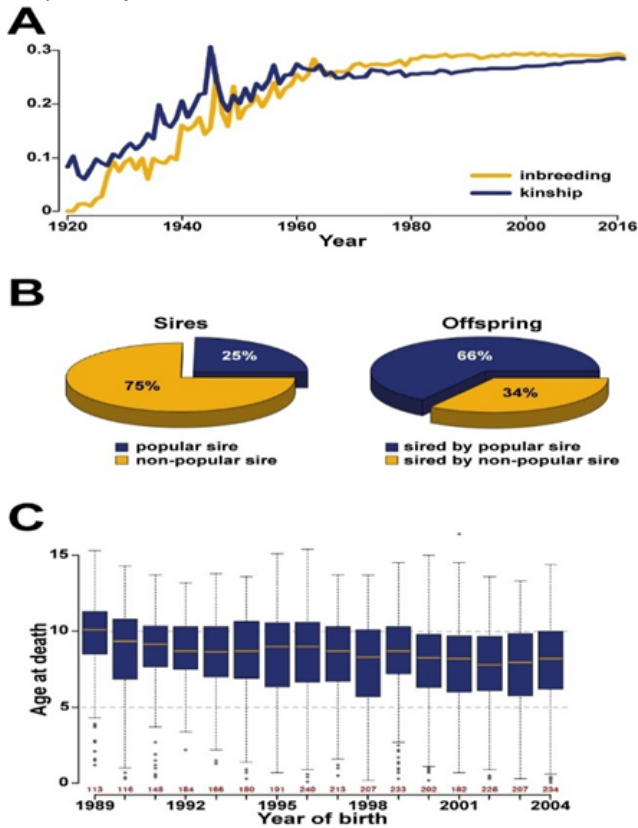 A
0.3
0.2
0.1
0
inbreeding
kinship
1920 1940 1960 1980 2000 2016
Year
B
Sires Offspring
25% 66%
75% 34%
popular sire sired by popular sire
non-popular sire sired by non-popular sire
C
15
10
5
0
Age at death
113 116 148 184 166 180 191 240 213 207 233 202 182 228 207 234
1989 1992 1995 1998 2001 2004
Year of birth